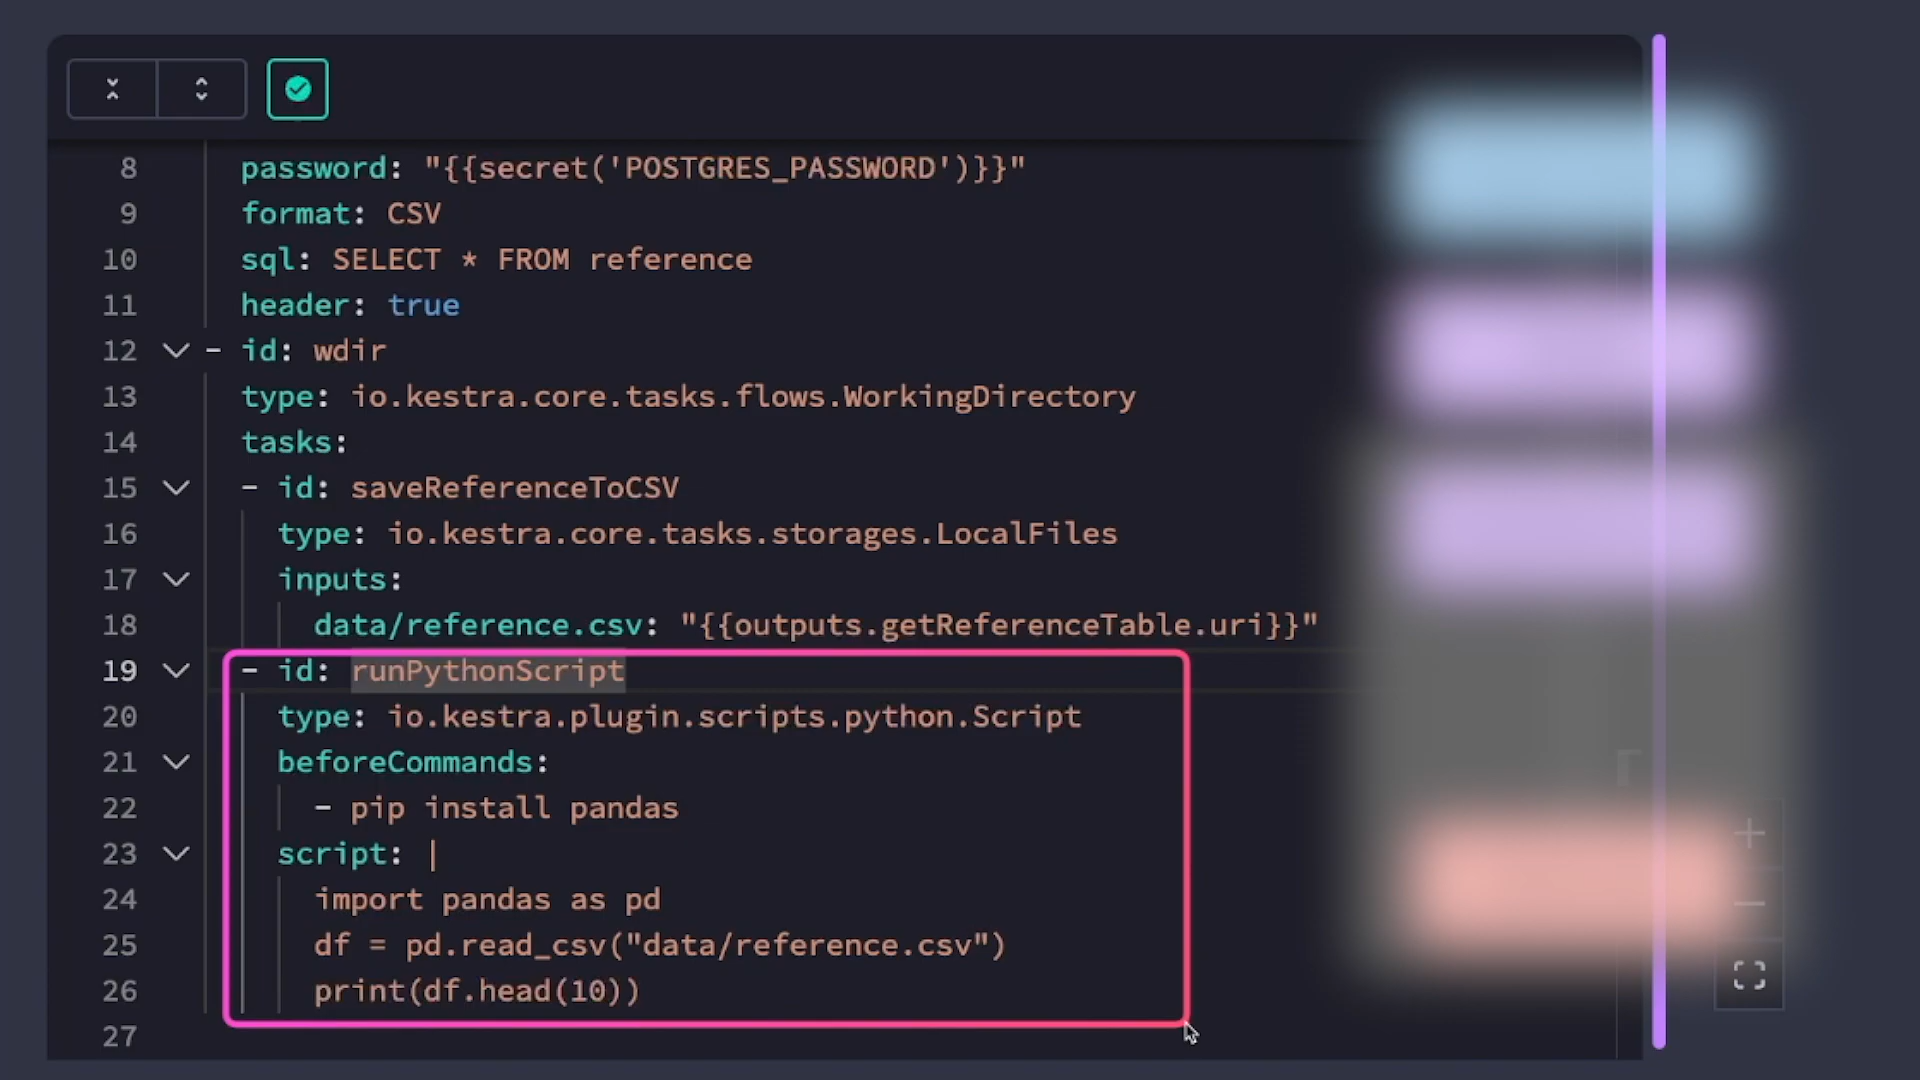 8 password: "{{secret('POSTGRES_PASSWORD')}}"
9 format: CSV
10 sql: SELECT * FROM reference
11 header: true
12 - id: wdir
13 type: io.kestra.core.tasks.flows.WorkingDirectory
14 tasks:
15 - id: saveReferenceToCSV
16 type: io.kestra.core.tasks.storages.LocalFiles
17 inputs:
18 data/reference.csv: "{{outputs.getReferenceTable.uri}}"
19 - id: runPythonScript
20 type: io.kestra.plugin.scripts.python.Script
21 beforeCommands:
22 - pip install pandas
23 script: |
24 import pandas as pd
25 df = pd.read_csv("data/reference.csv")
26 print(df.head(10))
27